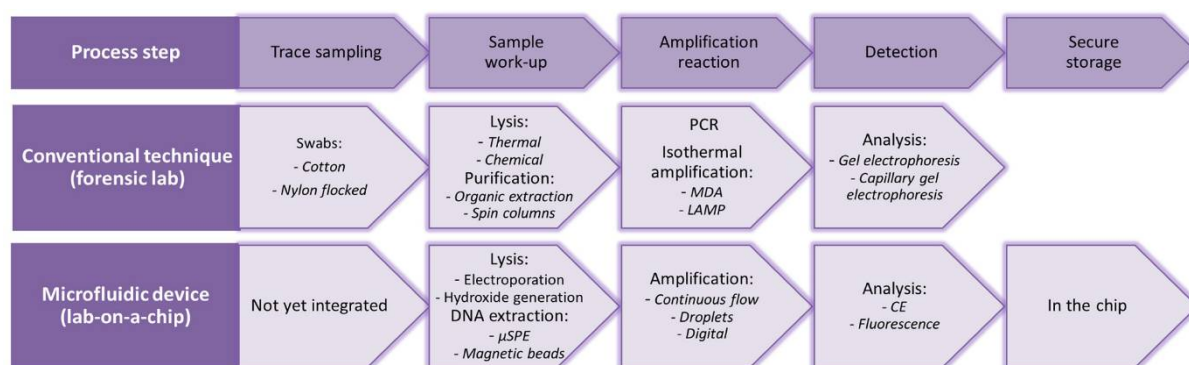 Process step
Trace sampling
Sample
work-up
Amplification
reaction
Detection
Secure
storage
Conventional technique
(forensic lab)
Swabs:
- Cotton
- Nylon flocked
Lysis:
- Thermal
- Chemical
Purification:
- Organic extraction
- Spin columns
PCR
Isothermal
amplification:
- MDA
- LAMP
Analysis:
- Gel electrophoresis
- Capillary gel
electrophoresis
Microfluidic device
(lab-on-a-chip)
Not yet integrated
Lysis:
- Electroporation
- Hydroxide generation
DNA extraction:
- µSPE
- Magnetic beads
Amplification:
- Continuous flow
- Droplets
- Digital
Analysis:
- CE
- Fluorescence
In the chip